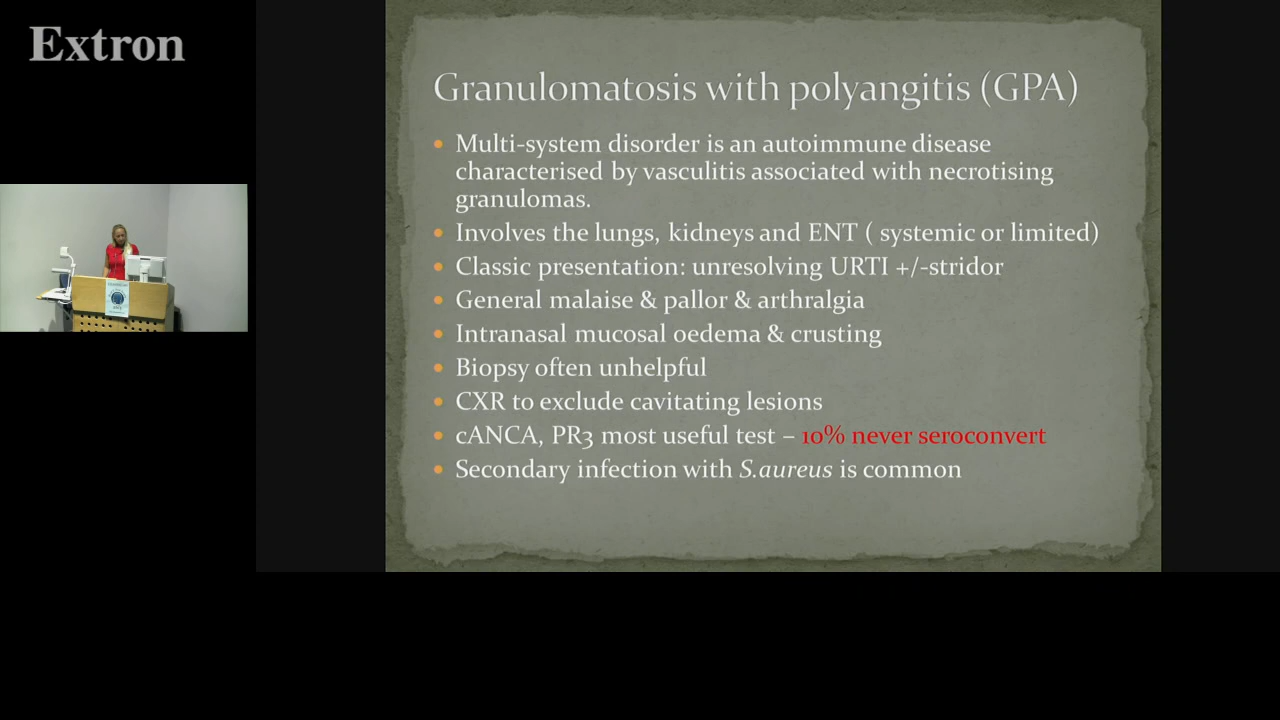 Extron
Granulomatosis with polyangitis (GPA)
• Multi-system disorder is an autoimmune disease
characterised by vasculitis associated with necrotising
granulomas.
• Involves the lungs, kidneys and ENT ( systemic or limited)
• Classic presentation: unresolving URTI +/-stridor
• General malaise & pallor & arthralgia
• Intranasal mucosal oedema & crusting
• Biopsy often unhelpful
• CXR to exclude cavitating lesions
• cANCA, PR3 most useful test – 10% never seroconvert
• Secondary infection with S.aureus is common